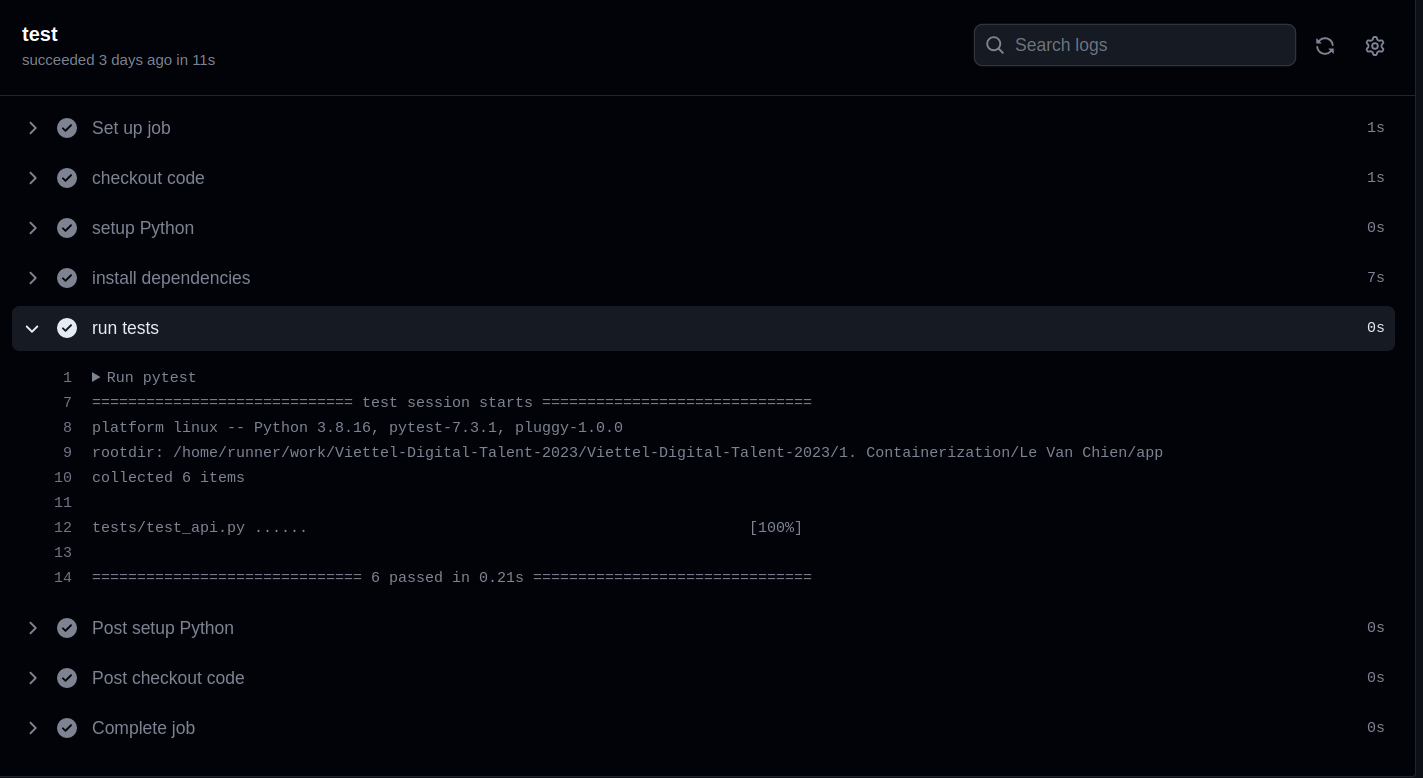 test
succeeded 3 days ago in 11s
Search logs
Set up job 1s
checkout code 1s
setup Python 0s
install dependencies 7s
run tests 0s
1 Run pytest
7 ============================= test session starts ==============================
8 platform linux -- Python 3.8.16, pytest-7.3.1, pluggy-1.0.0
9 rootdir: /home/runner/work/Viettel-Digital-Talent-2023/Viettel-Digital-Talent-2023/1. Containerization/Le Van Chien/app
10 collected 6 items
11
12 tests/test_api.py ...... [100%]
13
14 ============================== 6 passed in 0.21s ===============================
Post setup Python 0s
Post checkout code 0s
Complete job 0s